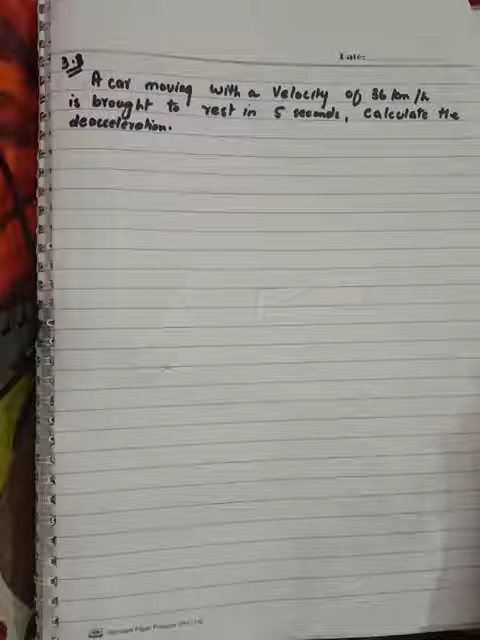 Date:
3.8
A car moving with a velocity of 36 km/h
is brought to rest in 5 seconds, calculate the
deacceleration.